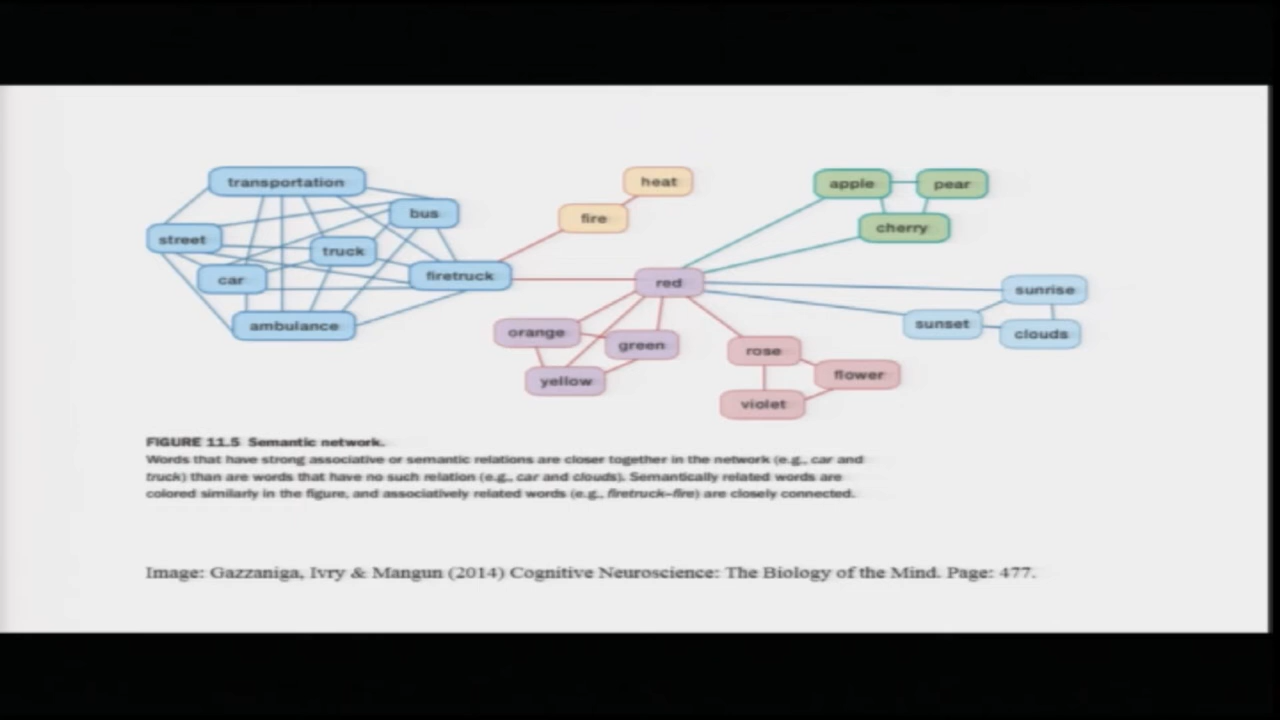 transportation
heat
apple
pear
bus
fire
cherry
street
truck
car
firetruck
red
sunrise
ambulance
orange
green
sunset
clouds
rose
yellow
flower
violet
FIGURE 11.5 Semantic network.
Words that have strong associative or semantic relations are closer together in the network (e.g., car and
truck) than are words that have no such relation (e.g., car and clouds). Semantically related words are
colored similarly in the figure, and associatively related words (e.g., firetruck–fire) are closely connected.
Image: Gazzaniga, Ivry & Mangun (2014) Cognitive Neuroscience: The Biology of the Mind. Page: 477.